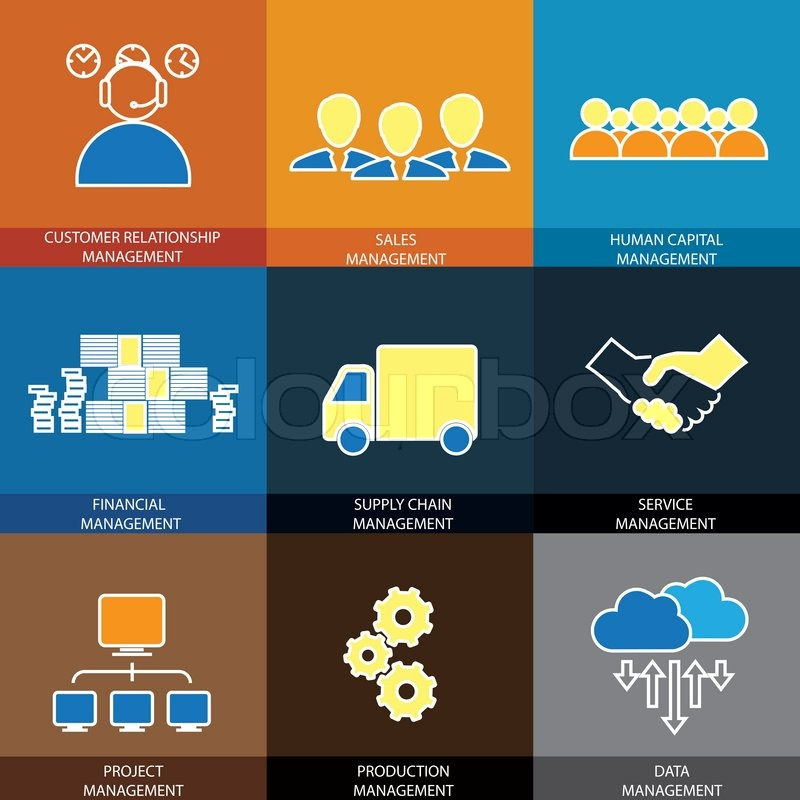 CUSTOMER RELATIONSHIP
MANAGEMENT
SALES
MANAGEMENT
HUMAN CAPITAL
MANAGEMENT
colourbox
FINANCIAL
MANAGEMENT
SUPPLY CHAIN
MANAGEMENT
SERVICE
MANAGEMENT
PROJECT
MANAGEMENT
PRODUCTION
MANAGEMENT
DATA
MANAGEMENT